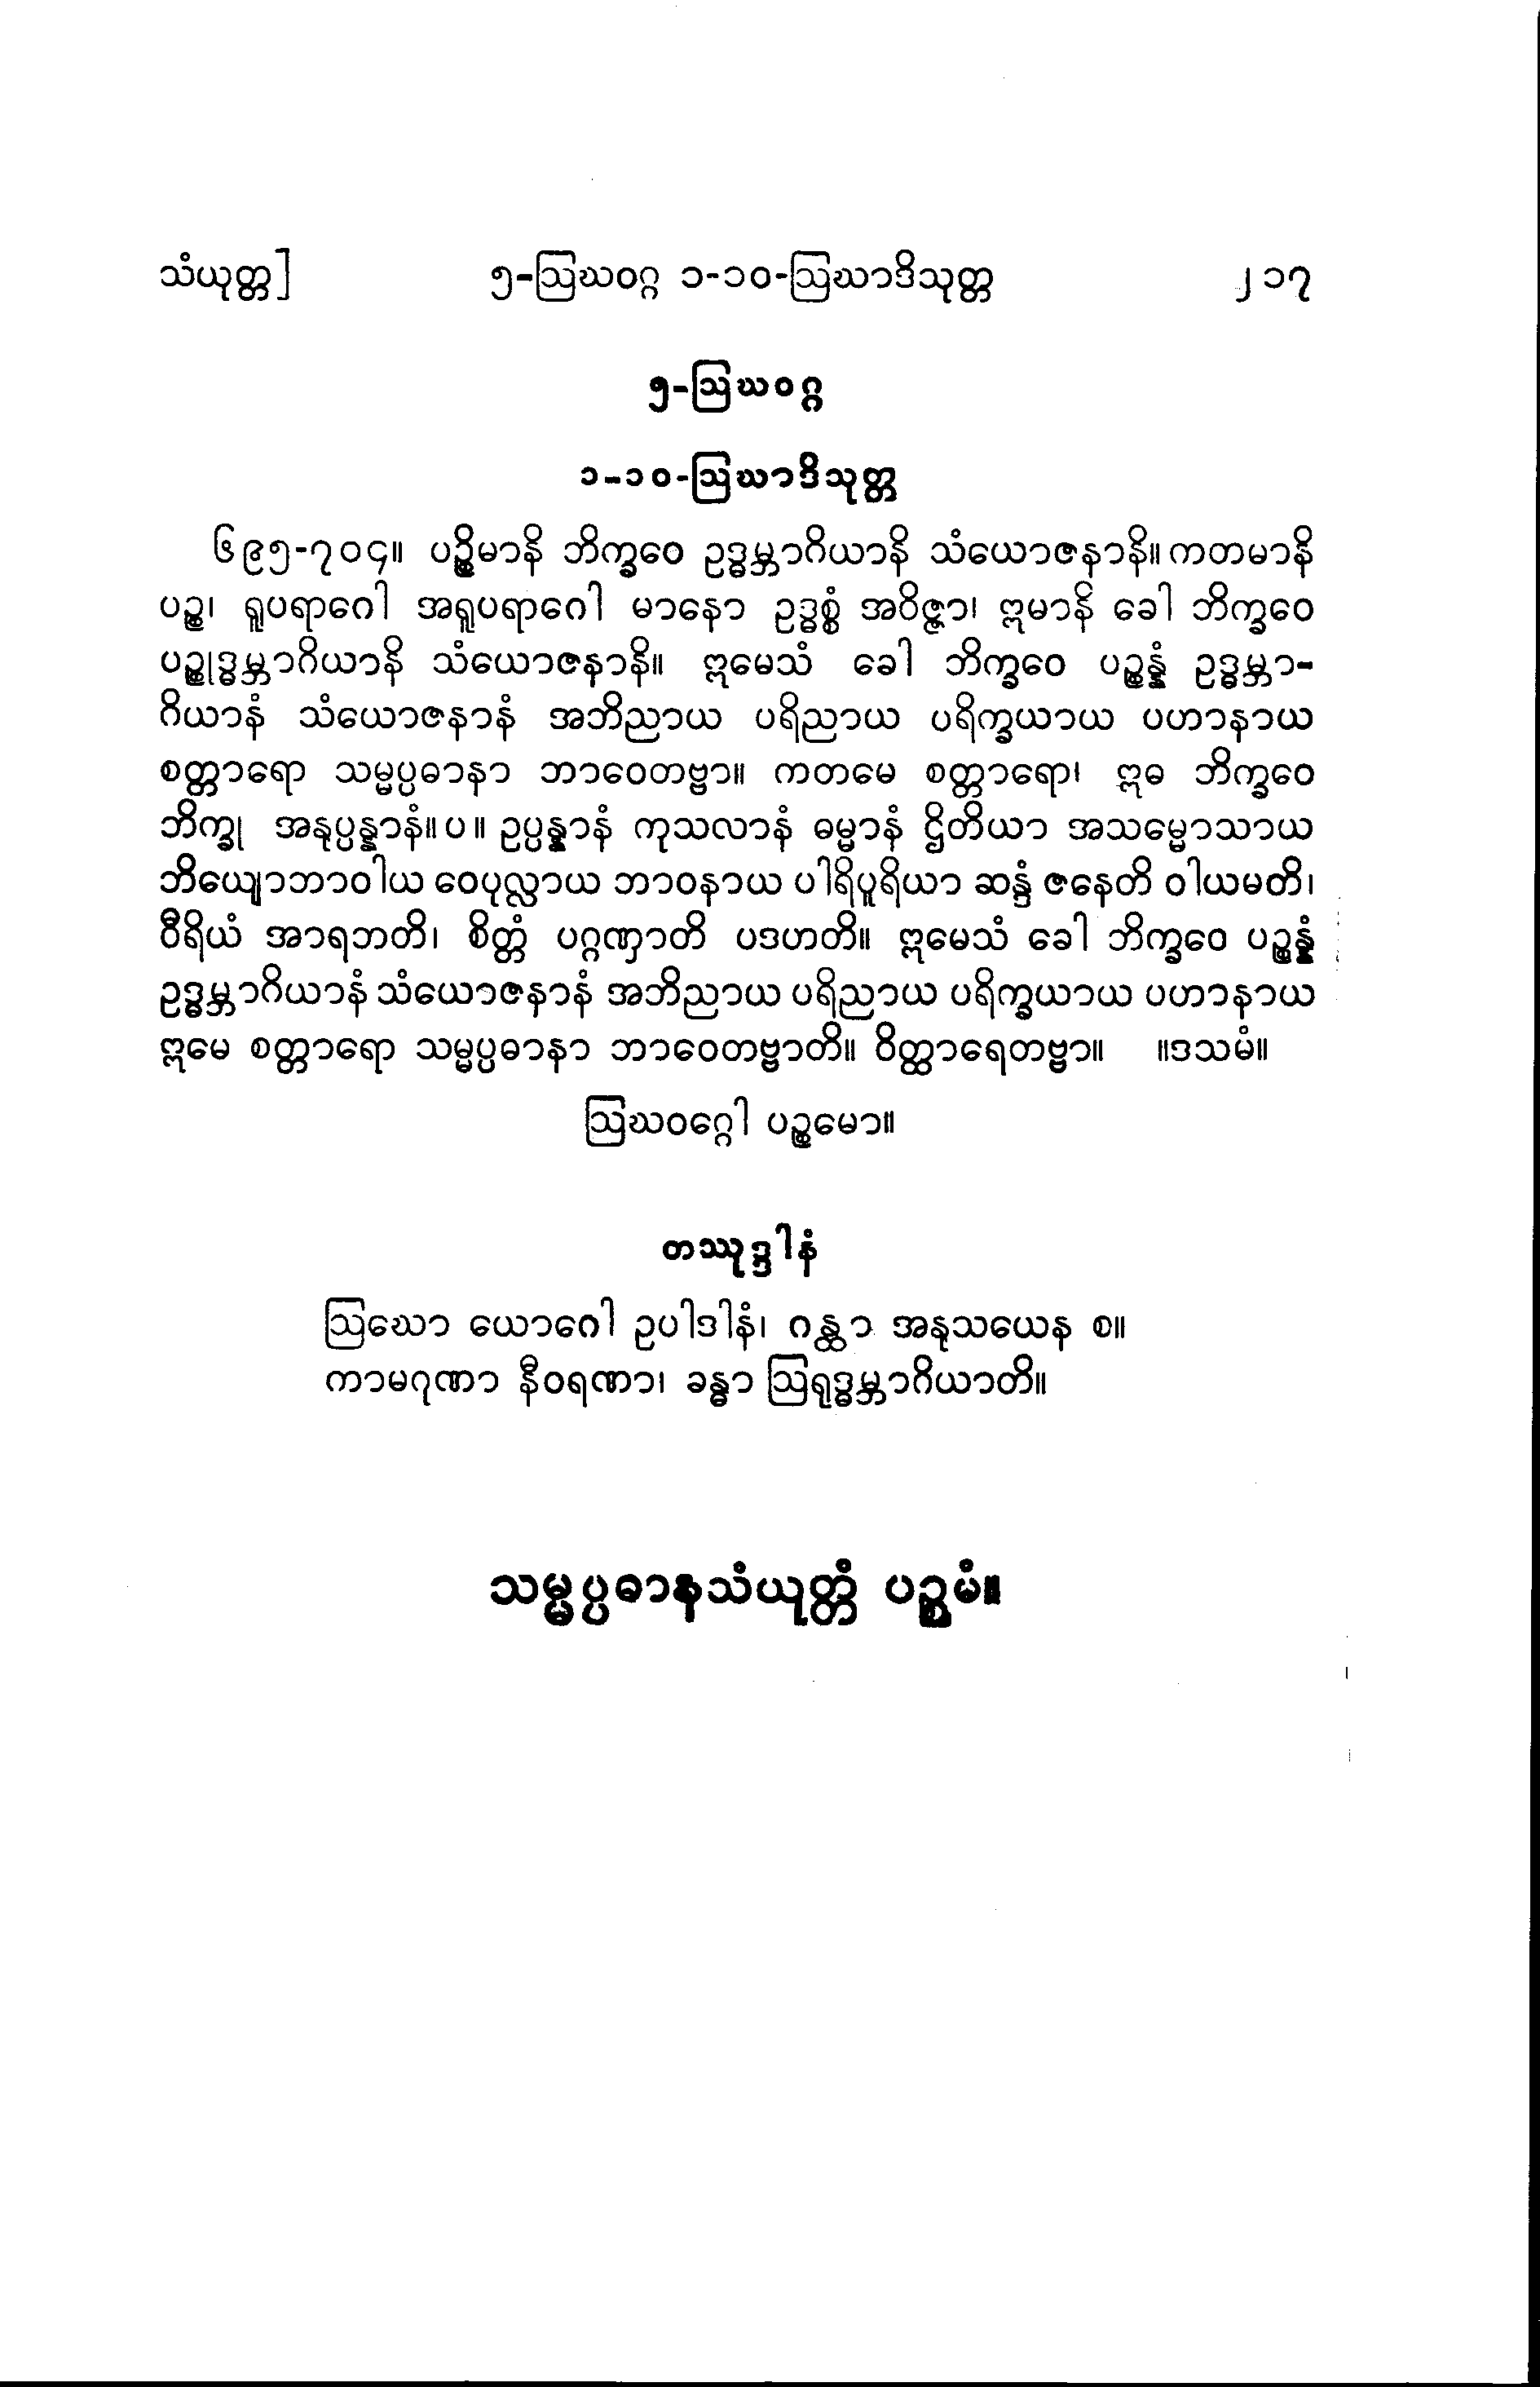 သံယုတ္တ] ၅-ဩဃဝဂ္ဂ ၁-၁၀-ဩဃာဒိသုတ္တ ၂၁၇
၅-ဩဃဝဂ္ဂ
၁-၁၀-ဩဃာဒိသုတ္တ
၆၉၅-၇၀၄။ ပဉ္စိမာနိ ဘိက္ခဝေ ဥဒ္ဓမ္ဘာဂိယာနိ သံယောဇနာနိ။ ကတမာနိ
ပဉ္စ၊ ရူပရာဂေါ အရူပရာဂေါ မာနော ဥဒ္ဓစ္စံ အဝိဇ္ဇာ၊ ဣမာနိ ခေါ ဘိက္ခဝေ
ပဉ္စုဒ္ဓမ္ဘာဂိယာနိ သံယောဇနာနိ။ ဣမေသံ ခေါ ဘိက္ခဝေ ပဉ္စန္နံ ဥဒ္ဓမ္ဘာ-
ဂိယာနံ သံယောဇနာနံ အဘိညာယ ပရိညာယ ပရိက္ခယာယ ပဟာနာယ
စတ္တာရော သမ္မပ္ပဓာနာ ဘာဝေတဗ္ဗာ။ ကတမေ စတ္တာရော၊ ဣဓ ဘိက္ခဝေ
ဘိက္ခု အနုပ္ပန္နာနံ။ ပ ။ ဥပ္ပန္နာနံ ကုသလာနံ ဓမ္မာနံ ဌိတိယာ အသမ္မောသာယ
ဘိယျောဘာဝါယ ဝေပုလ္လာယ ဘာဝနာယ ပါရိပူရိယာ ဆန္ဒံ ဇနေတိ ဝါယမတိ၊
ဝီရိယံ အာရဘတိ၊ စိတ္တံ ပဂ္ဂဏှာတိ ပဒဟတိ။ ဣမေသံ ခေါ ဘိက္ခဝေ ပဉ္စန္နံ
ဥဒ္ဓမ္ဘာဂိယာနံ သံယောဇနာနံ အဘိညာယ ပရိညာယ ပရိက္ခယာယ ပဟာနာယ
ဣမေ စတ္တာရော သမ္မပ္ပဓာနာ ဘာဝေတဗ္ဗာတိ။ ဝိတ္ထာရေတဗ္ဗာ။ ။ဒသမံ။
ဩဃဝဂ္ဂေါ ပဉ္စမော။
တဿုဒ္ဒါနံ
ဩဃော ယောဂေါ ဥပါဒါနံ၊ ဂန္ထာ အနုသယေန စ။
ကာမဂုဏာ နီဝရဏာ၊ ခန္ဓာ ဩရုဒ္ဓမ္ဘာဂိယာတိ။
သမ္မပ္ပဓာနသံယုတ္တံ ပဉ္စမံ။